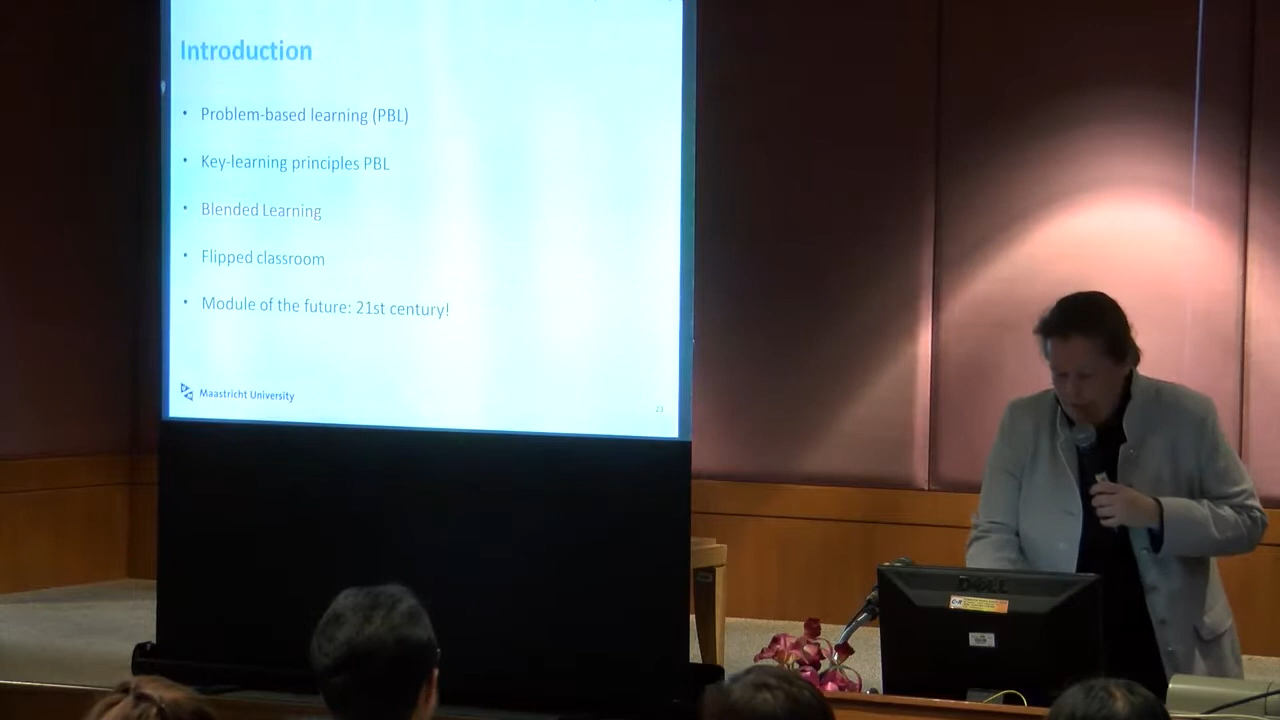 Introduction
• Problem-based learning (PBL)
• Key-learning principles PBL
• Blended Learning
• Flipped classroom
• Module of the future: 21st century!
Maastricht University
23
DELL